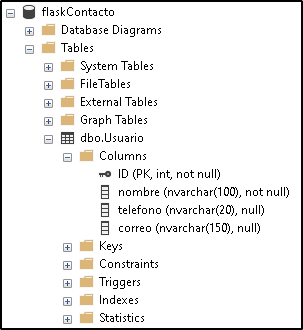 flaskContacto
Database Diagrams
Tables
System Tables
FileTables
External Tables
Graph Tables
dbo.Usuario
Columns
ID (PK, int, not null)
nombre (nvarchar(100), not null)
telefono (nvarchar(20), null)
correo (nvarchar(150), null)
Keys
Constraints
Triggers
Indexes
Statistics